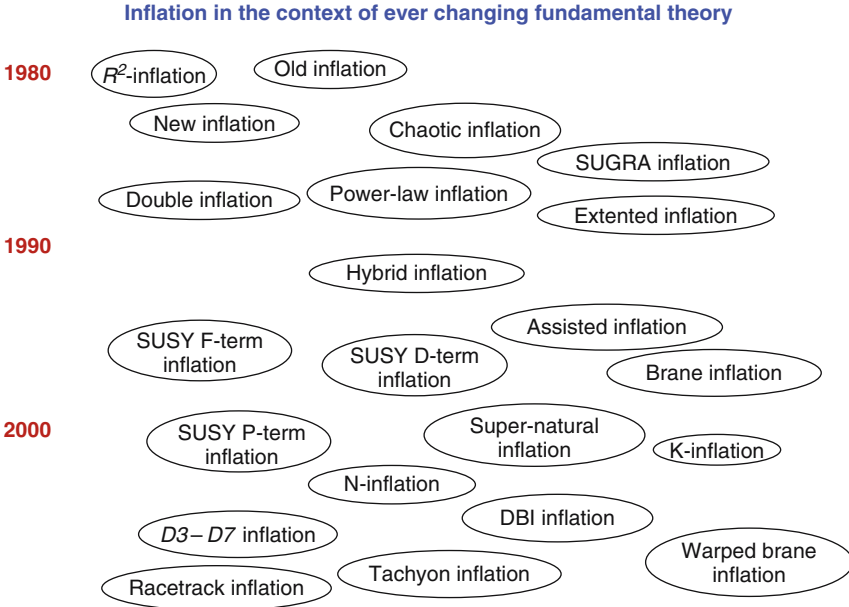 Inflation in the context of ever changing fundamental theory
1980
R²-inflation
Old inflation
New inflation
Chaotic inflation
SUGRA inflation
Double inflation
Power-law inflation
Extented inflation
1990
Hybrid inflation
Assisted inflation
SUSY F-term
inflation
SUSY D-term
inflation
Brane inflation
2000
SUSY P-term
inflation
Super-natural
inflation
K-inflation
N-inflation
DBI inflation
D3–D7 inflation
Warped brane
inflation
Racetrack inflation
Tachyon inflation